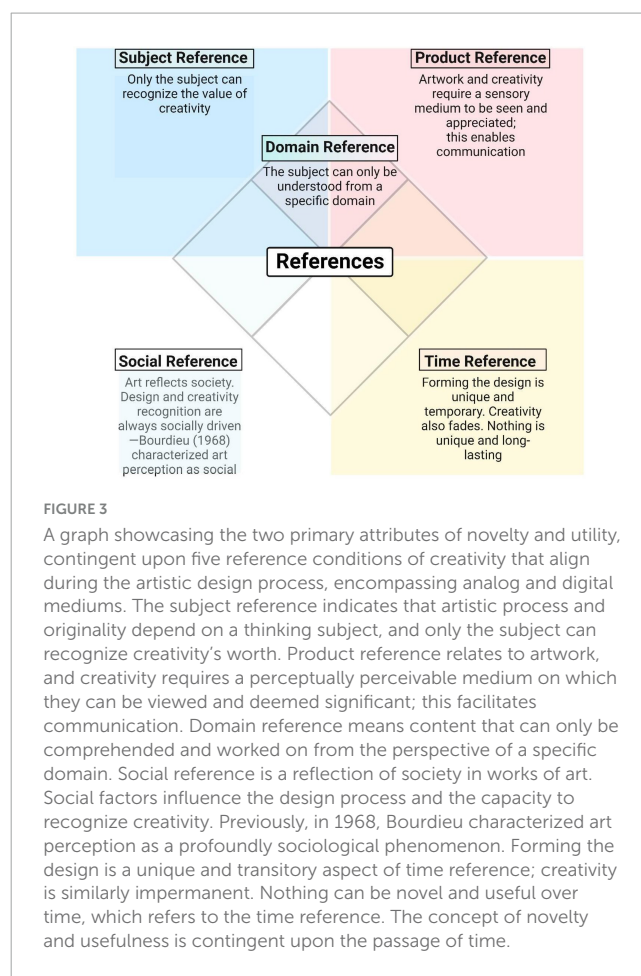 Subject Reference
Only the subject can
recognize the value of
creativity
Product Reference
Artwork and creativity
require a sensory
medium to be seen and
appreciated;
this enables
communication
Domain Reference
The subject can only be
understood from a
specific domain
References
Social Reference
Art reflects society.
Design and creativity
recognition are
always socially driven
—Bourdieu (1968)
characterized art
perception as social
Time Reference
Forming the design is
unique and
temporary. Creativity
also fades. Nothing is
unique and long-
lasting
FIGURE 3
A graph showcasing the two primary attributes of novelty and utility,
contingent upon five reference conditions of creativity that align
during the artistic design process, encompassing analog and digital
mediums. The subject reference indicates that artistic process and
originality depend on a thinking subject, and only the subject can
recognize creativity's worth. Product reference relates to artwork,
and creativity requires a perceptually perceivable medium on which
they can be viewed and deemed significant; this facilitates
communication. Domain reference means content that can only be
comprehended and worked on from the perspective of a specific
domain. Social reference is a reflection of society in works of art.
Social factors influence the design process and the capacity to
recognize creativity. Previously, in 1968, Bourdieu characterized art
perception as a profoundly sociological phenomenon. Forming the
design is a unique and transitory aspect of time reference; creativity
is similarly impermanent. Nothing can be novel and useful over
time, which refers to the time reference. The concept of novelty
and usefulness is contingent upon the passage of time.